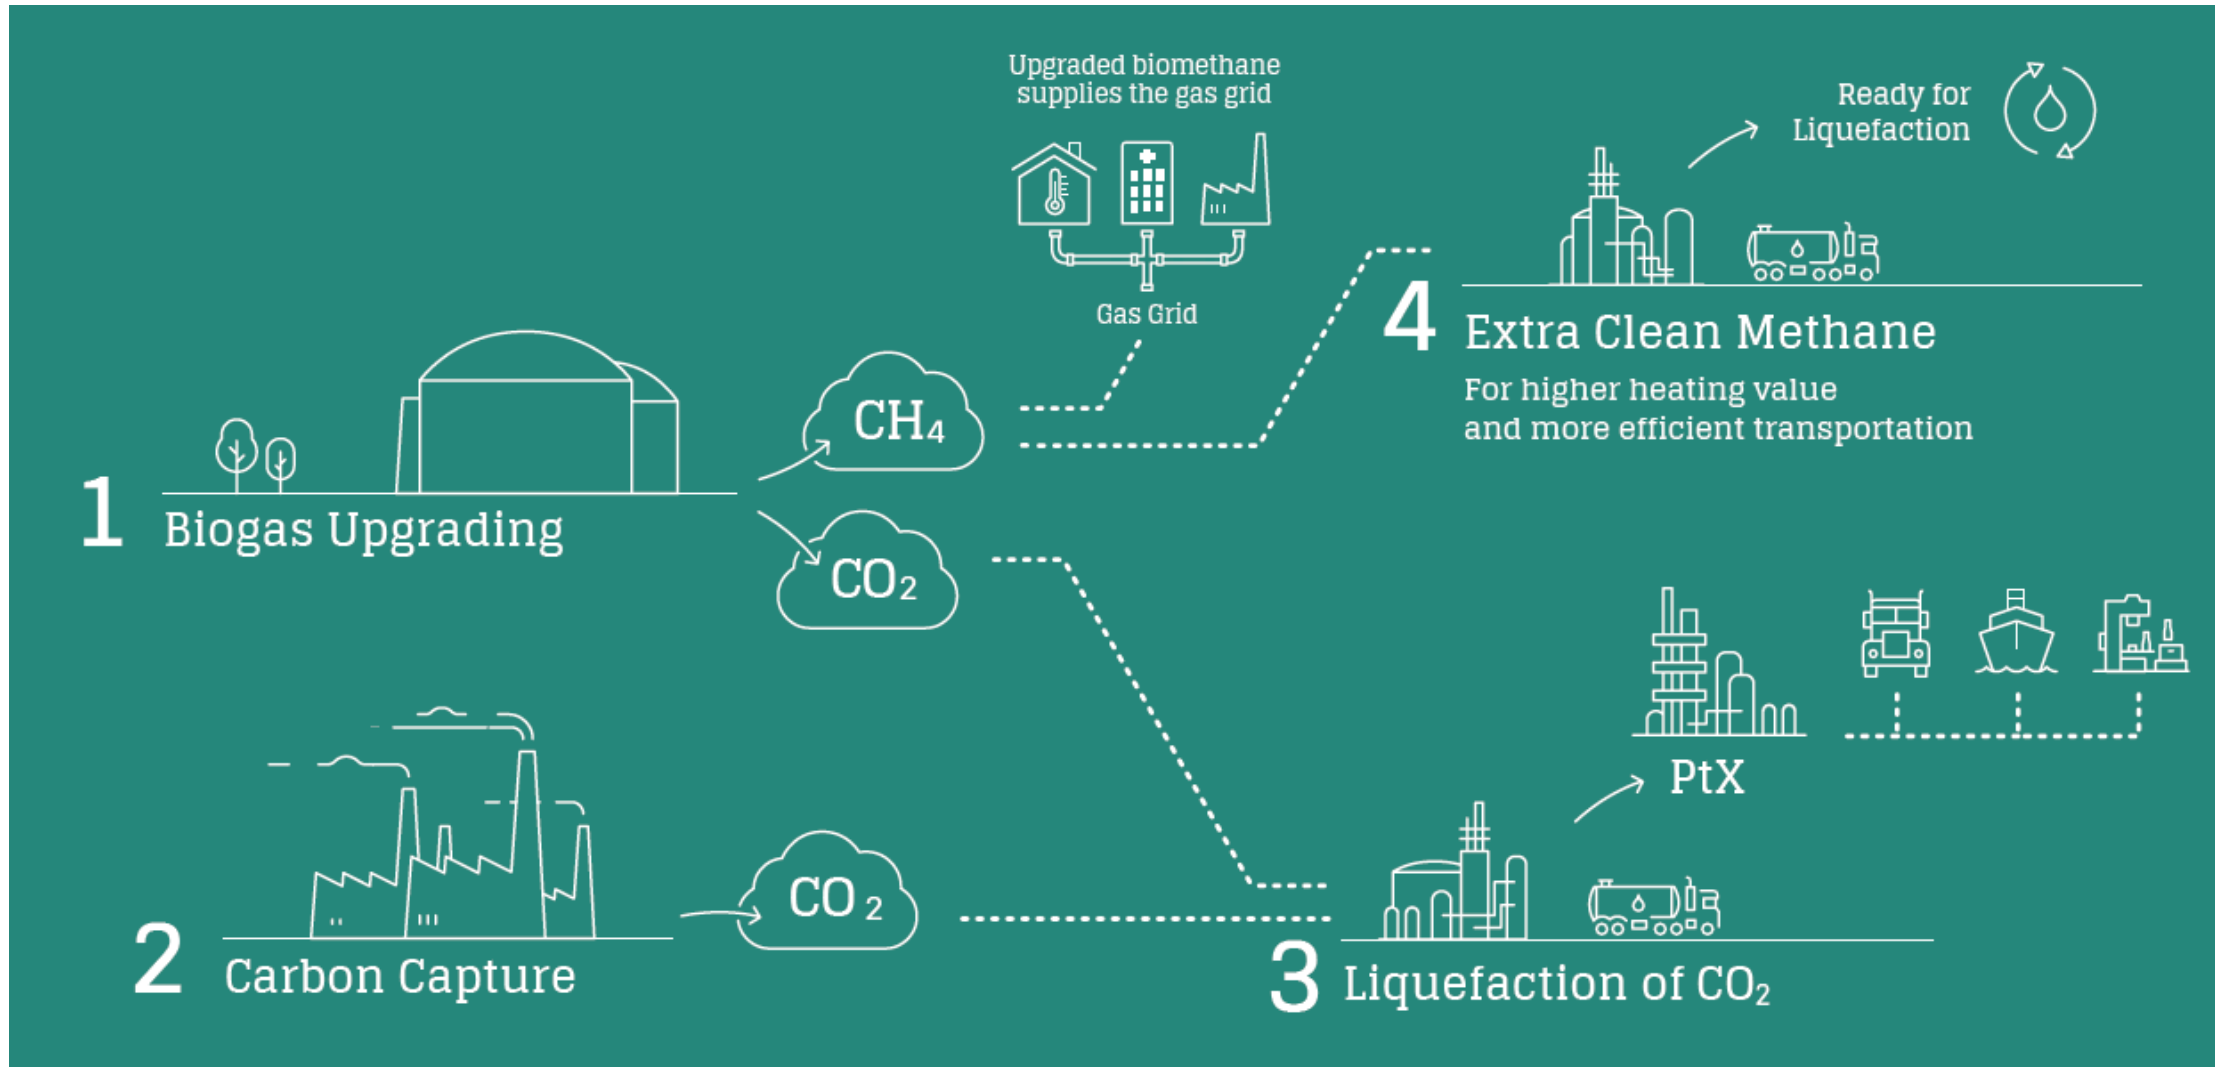 Upgraded biomethane
supplies the gas grid
Gas Grid
Ready for
Liquefaction
4 Extra Clean Methane
For higher heating value
and more efficient transportation
CH₄
1 Biogas Upgrading
CO₂
PtX
CO₂
2 Carbon Capture
3 Liquefaction of CO₂